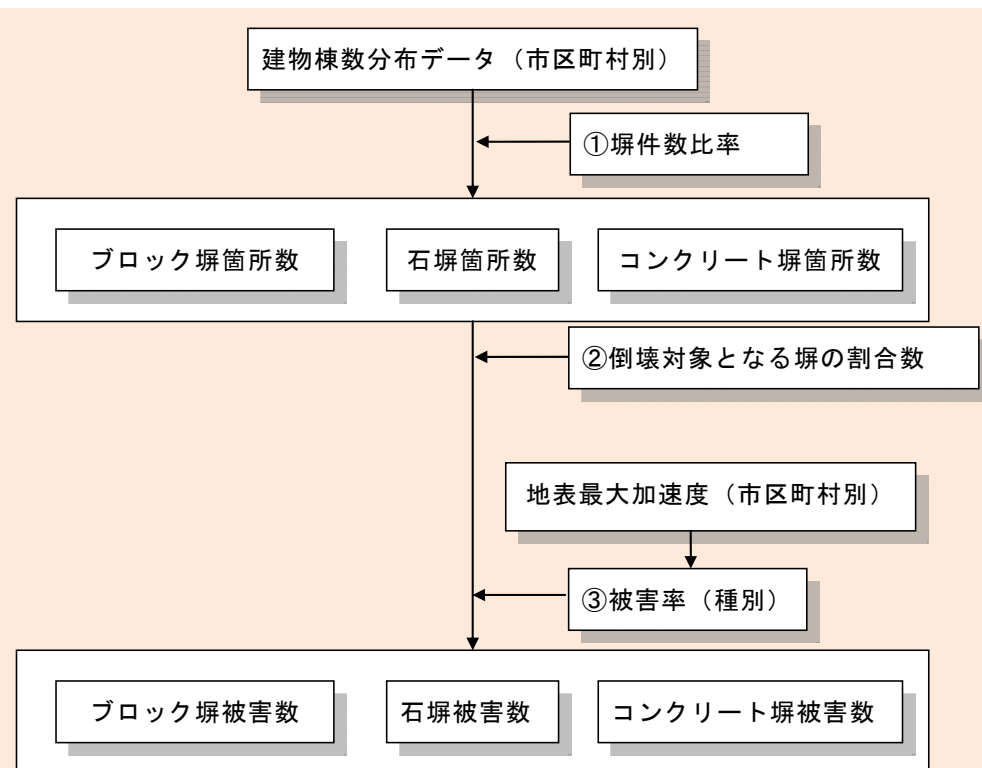 建物棟数分布データ（市区町村別）
①塀件数比率
ブロック塀箇所数
石塀箇所数
コンクリート塀箇所数
②倒壊対象となる塀の割合数
地表最大加速度（市区町村別）
③被害率（種別）
ブロック塀被害数
石塀被害数
コンクリート塀被害数